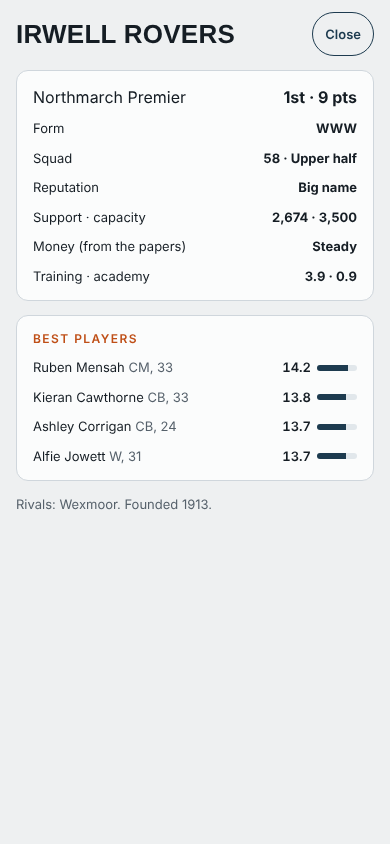 IRWELL ROVERS Close
Northmarch Premier 1st · 9 pts
Form WWW
Squad 58 · Upper half
Reputation Big name
Support · capacity 2,674 · 3,500
Money (from the papers) Steady
Training · academy 3.9 · 0.9
BEST PLAYERS
Ruben Mensah CM, 33 14.2
Kieran Cawthorne CB, 33 13.8
Ashley Corrigan CB, 24 13.7
Alfie Jowett W, 31 13.7
Rivals: Wexmoor. Founded 1913.